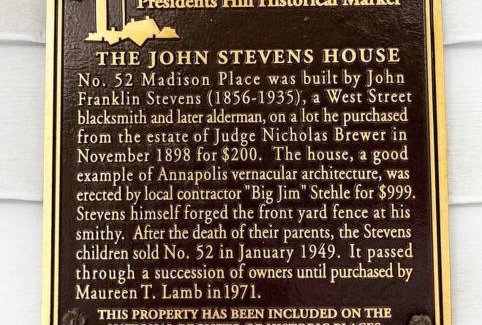 Presidents Hill Historical Marker
THE JOHN STEVENS HOUSE
No. 52 Madison Place was built by John
Franklin Stevens (1856-1935), a West Street
blacksmith and later alderman, on a lot he purchased
from the estate of Judge Nicholas Brewer in
November 1898 for $200. The house, a good
example of Annapolis vernacular architecture, was
erected by local contractor "Big Jim" Stehle for $999.
Stevens himself forged the front yard fence at his
smithy. After the death of their parents, the Stevens
children sold No. 52 in January 1949. It passed
through a succession of owners until purchased by
Maureen T. Lamb in 1971.
THIS PROPERTY HAS BEEN INCLUDED ON THE
NATIONAL REGISTER OF HISTORIC PLACES